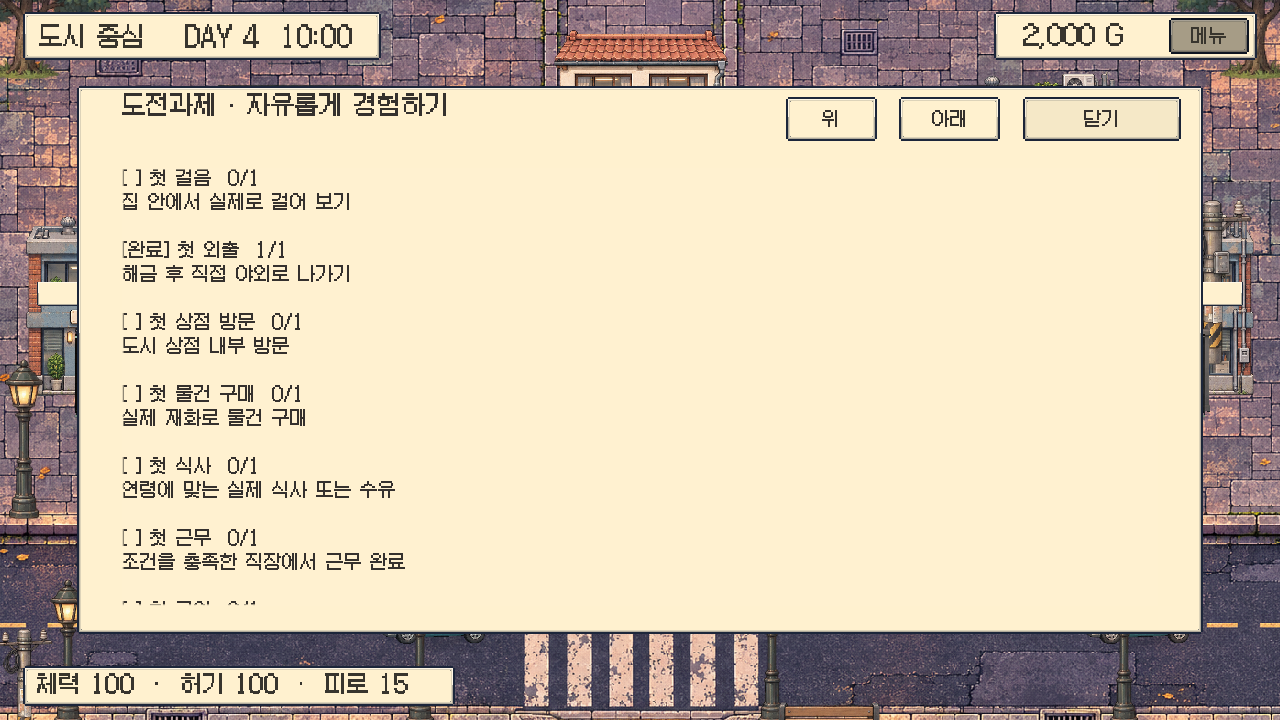 도시 중심 DAY 4 10:00
2,000 G 메뉴
도전과제 · 자유롭게 경험하기
위 아래 닫기
[ ] 첫 걸음 0/1
집 안에서 실제로 걸어 보기
[완료] 첫 외출 1/1
해금 후 직접 야외로 나가기
[ ] 첫 상점 방문 0/1
도시 상점 내부 방문
[ ] 첫 물건 구매 0/1
실제 재화로 물건 구매
[ ] 첫 식사 0/1
연령에 맞는 실제 식사 또는 수유
[ ] 첫 근무 0/1
조건을 충족한 직장에서 근무 완료
체력 100 · 허기 100 · 피로 15